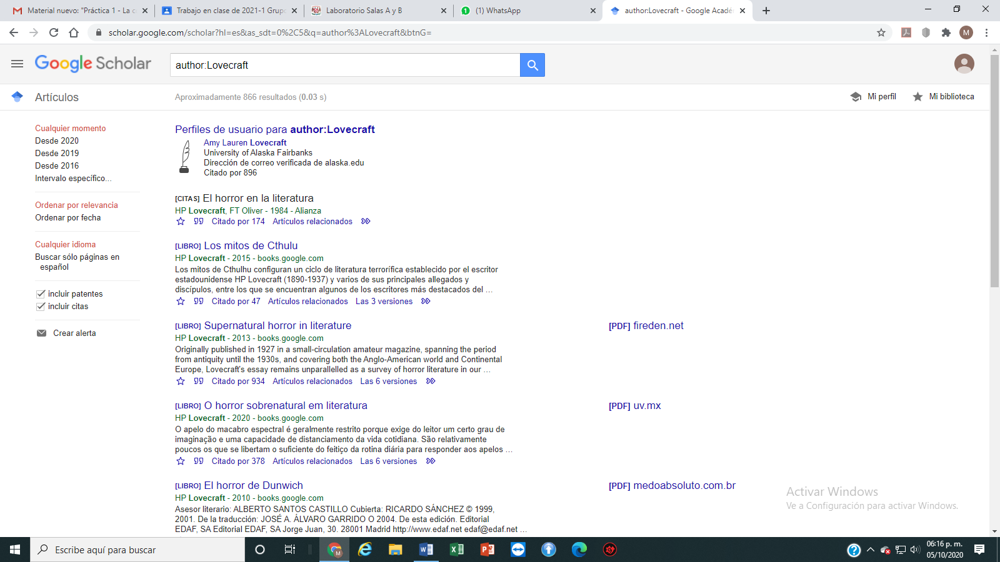 Material nuevo: "Práctica 1 - La c
Trabajo en clase de 2021-1 Grupo
Laboratorio Salas A y B
(1) WhatsApp
author:Lovecraft - Google Acadé
scholar.google.com/scholar?hl=es&as_sdt=0%2C5&q=author%3ALovecraft&btnG=
M
Google Scholar
author:Lovecraft
Artículos
Aproximadamente 866 resultados (0.03 s)
Mi perfil
Mi biblioteca
Cualquier momento
Desde 2020
Desde 2019
Desde 2016
Intervalo específico...
Ordenar por relevancia
Ordenar por fecha
Cualquier idioma
Buscar sólo páginas en
español
incluir patentes
incluir citas
Crear alerta
Perfiles de usuario para author:Lovecraft
Amy Lauren Lovecraft
University of Alaska Fairbanks
Dirección de correo verificada de alaska.edu
Citado por 896
[CITAS] El horror en la literatura
HP Lovecraft, FT Oliver - 1984 - Alianza
Citado por 174 Artículos relacionados
[LIBRO] Los mitos de Cthulu
HP Lovecraft - 2015 - books.google.com
Los mitos de Cthulhu configuran un ciclo de literatura terrorífica establecido por el escritor
estadounidense HP Lovecraft (1890-1937) y varios de sus principales allegados y
discípulos, entre los que se encuentran algunos de los escritores más destacados del ...
Citado por 47 Artículos relacionados Las 3 versiones
[LIBRO] Supernatural horror in literature
[PDF] fireden.net
HP Lovecraft - 2013 - books.google.com
Originally published in 1927 in a small-circulation amateur magazine, spanning the period
from antiquity until the 1930s, and covering both the Anglo-American world and Continental
Europe, Lovecraft's essay remains unparallelled as a survey of horror literature in our ...
Citado por 934 Artículos relacionados Las 6 versiones
[LIBRO] O horror sobrenatural em literatura
[PDF] uv.mx
HP Lovecraft - 2020 - books.google.com
O apelo do macabro espectral é geralmente restrito porque exige do leitor um certo grau de
imaginação e uma capacidade de distanciamento da vida cotidiana. São relativamente
poucos os que se libertam o suficiente do feitiço da rotina diária para responder aos apelos ...
Citado por 378 Artículos relacionados Las 6 versiones
[LIBRO] El horror de Dunwich
[PDF] medoabsoluto.com.br
HP Lovecraft - 2010 - books.google.com
Asesor literario: ALBERTO SANTOS CASTILLO Cubierta: RICARDO SÁNCHEZ © 1999,
2001. De la traducción: JOSÉ A. ÁLVARO GARRIDO O 2004. De esta edición. Editorial
EDAF, SA Editorial EDAF, SA Jorge Juan, 30. 28001 Madrid http://www.edaf.net edaf@edaf.net ...
Activar Windows
Ve a Configuración para activar Windows.
Escribe aquí para buscar
06:16 p. m.
05/10/2020